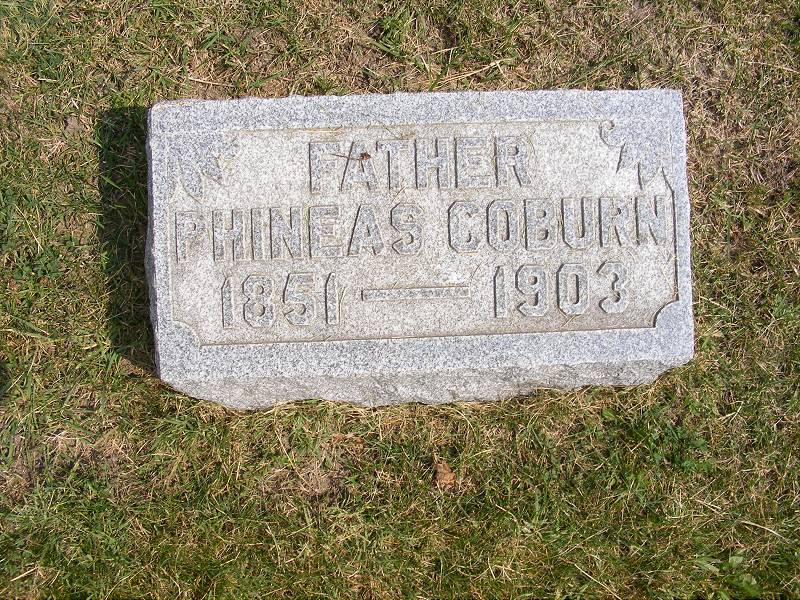 FATHER
PHINEAS COBURN
1851 — 1903